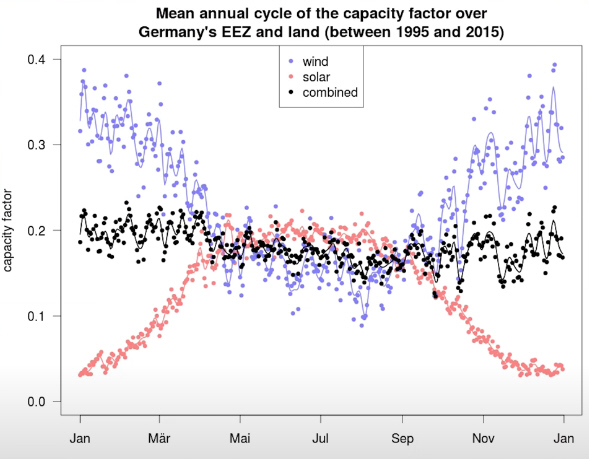 Mean annual cycle of the capacity factor over
Germany's EEZ and land (between 1995 and 2015)
wind
solar
combined
capacity factor
0.4
0.3
0.2
0.1
0.0
Jan
Mär
Mai
Jul
Sep
Nov
Jan